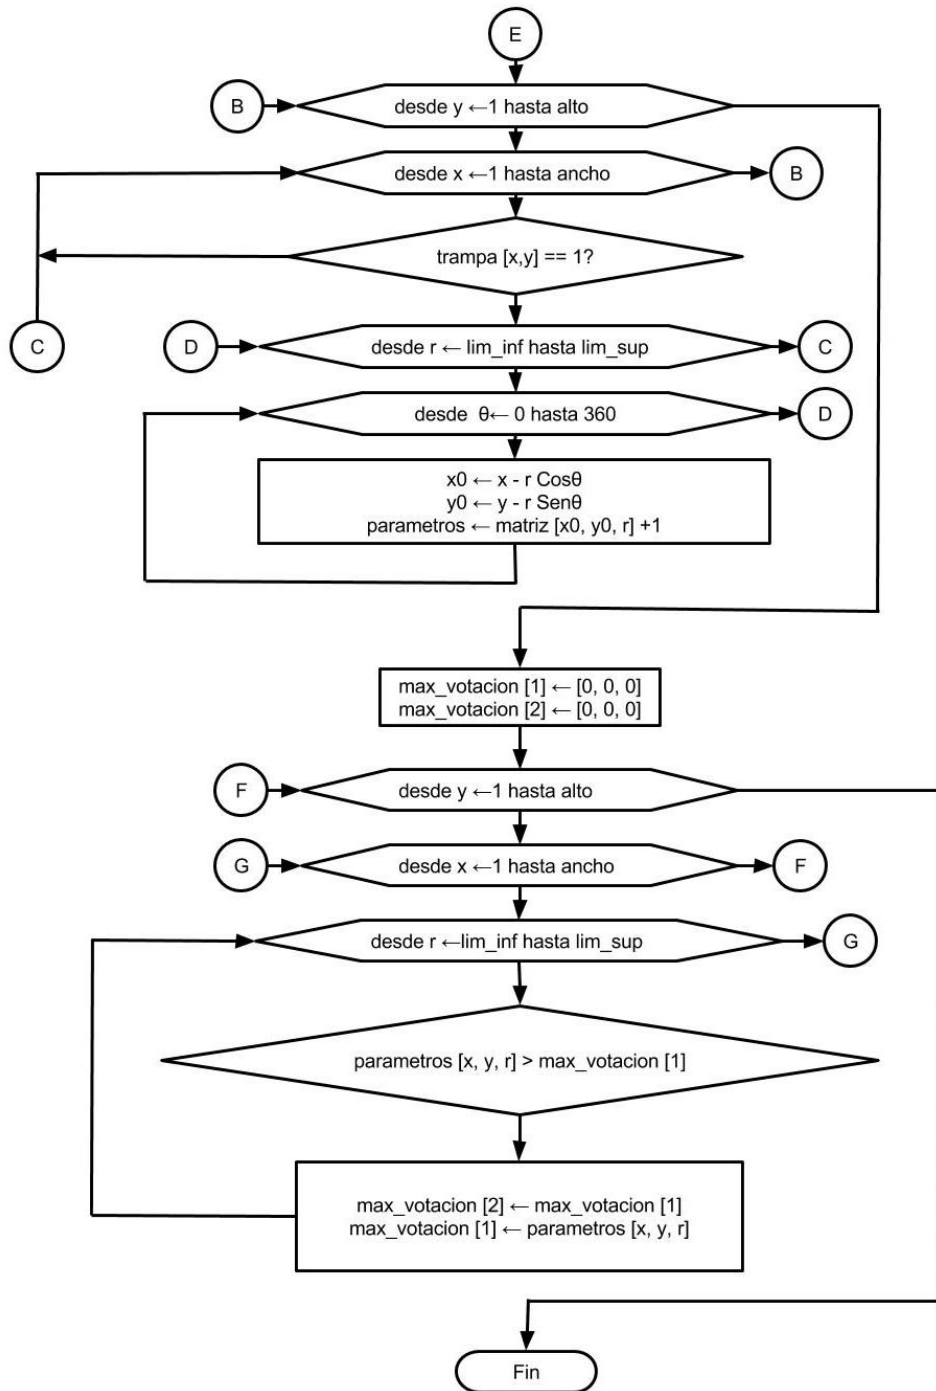 E
B
desde y ←1 hasta alto
desde x ←1 hasta ancho
B
trampa [x,y] == 1?
C
D
desde r ← lim_inf hasta lim_sup
C
desde θ← 0 hasta 360
D
x0 ← x - r Cosθ
y0 ← y - r Senθ
parametros ← matriz [x0, y0, r] +1
max_votacion [1] ← [0, 0, 0]
max_votacion [2] ← [0, 0, 0]
F
desde y ←1 hasta alto
G
desde x ←1 hasta ancho
F
desde r ←lim_inf hasta lim_sup
G
parametros [x, y, r] > max_votacion [1]
max_votacion [2] ← max_votacion [1]
max_votacion [1] ← parametros [x, y, r]
Fin